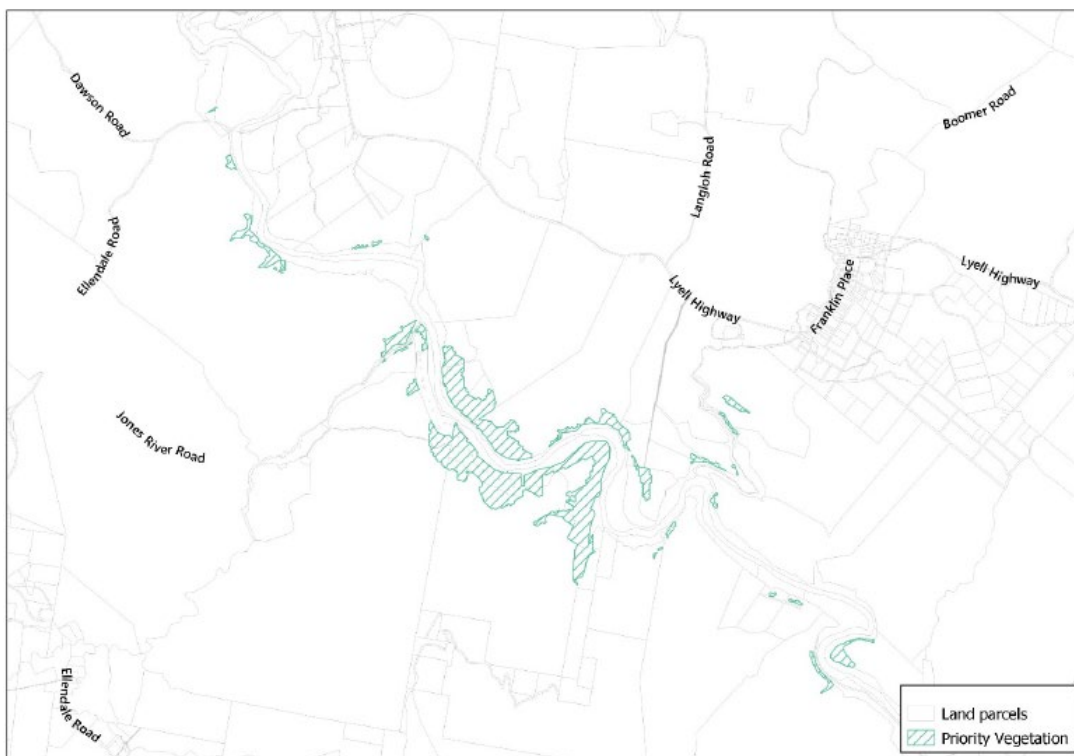 Dawson Road
Boomer Road
Langloh Road
Ellendale Road
Lyell Highway
Lyell Highway
Franklin Place
Jones River Road
Ellendale Road
Land parcels
Priority Vegetation